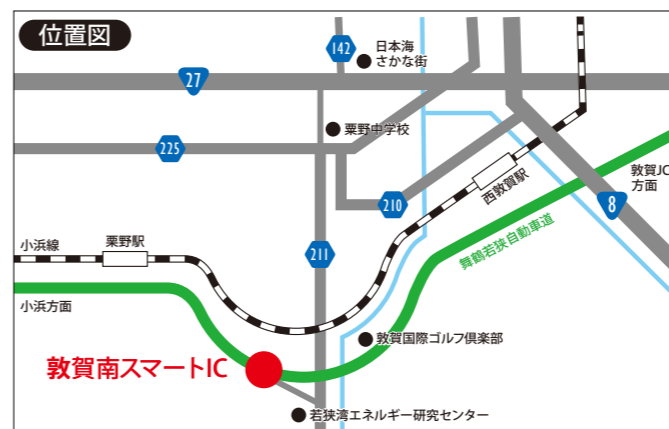 位置図
142
日本海
さかな街
27
栗野中学校
225
西敦賀駅
敦賀JC
方面
210
8
小浜線
栗野駅
211
舞鶴若狭自動車道
小浜方面
敦賀国際ゴルフ倶楽部
敦賀南スマートIC
若狭湾エネルギー研究センター